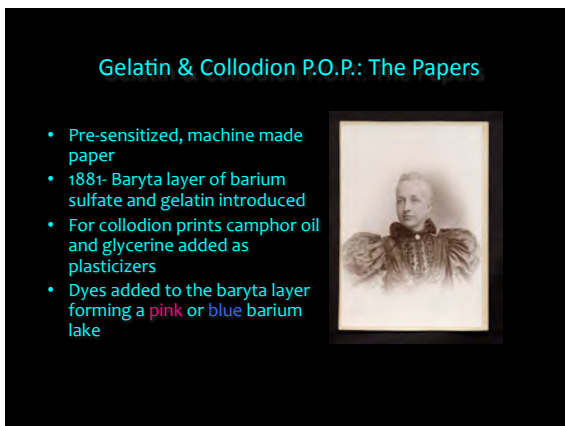 Gelatin & Collodion P.O.P.: The Papers
• Pre-sensitized, machine made
paper
• 1881- Baryta layer of barium
sulfate and gelatin introduced
• For collodion prints camphor oil
and glycerine added as
plasticizers
• Dyes added to the baryta layer
forming a pink or blue barium
lake